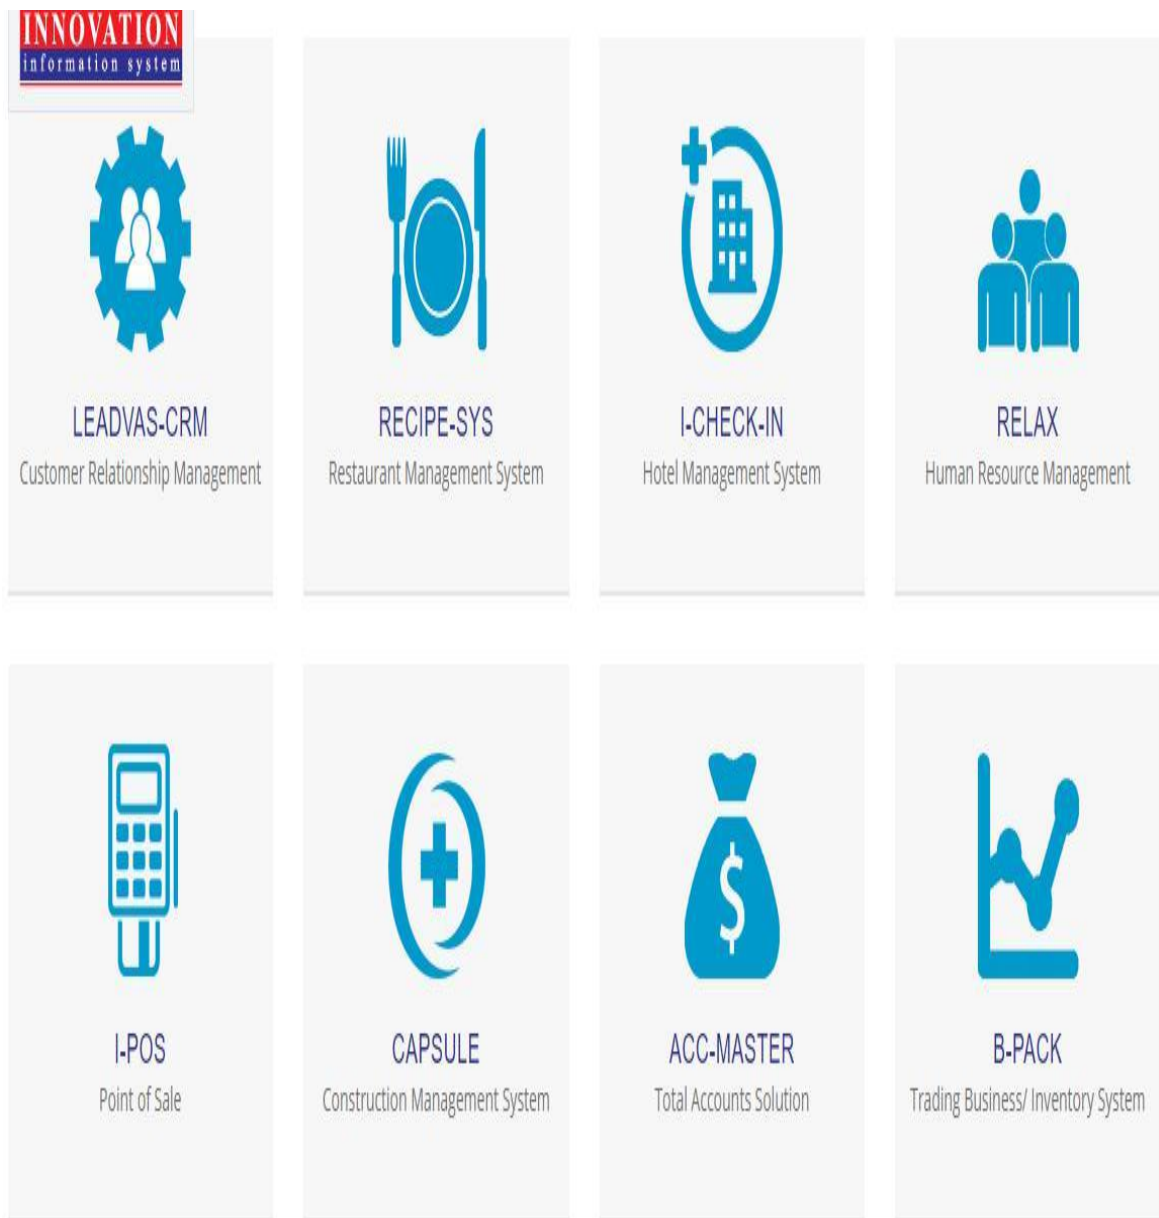 INNOVATION
information system
LEADVAS-CRM
Customer Relationship Management
RECIPE-SYS
Restaurant Management System
I-CHECK-IN
Hotel Management System
RELAX
Human Resource Management
I-POS
Point of Sale
CAPSULE
Construction Management System
$
ACC-MASTER
Total Accounts Solution
B-PACK
Trading Business/ Inventory System